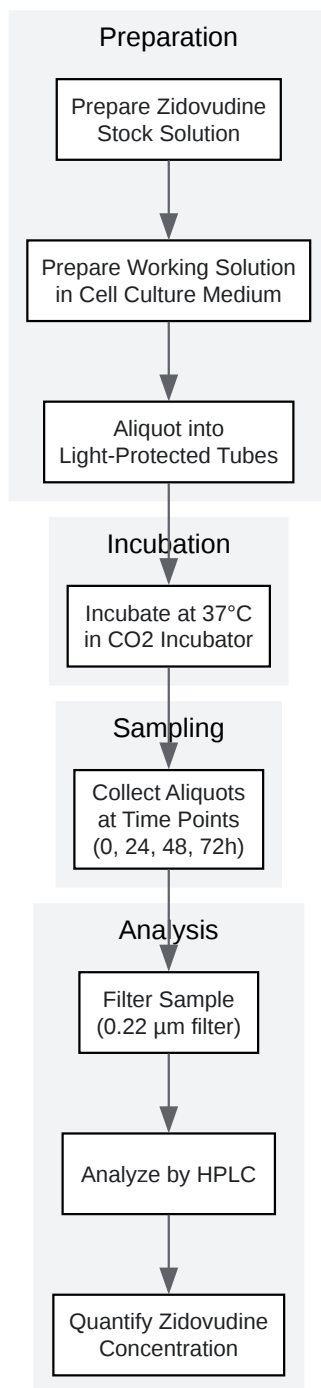 Preparation
Prepare Zidovudine
Stock Solution
Prepare Working Solution
in Cell Culture Medium
Aliquot into
Light-Protected Tubes
Incubation
Incubate at 37°C
in CO2 Incubator
Sampling
Collect Aliquots
at Time Points
(0, 24, 48, 72h)
Analysis
Filter Sample
(0.22 µm filter)
Analyze by HPLC
Quantify Zidovudine
Concentration